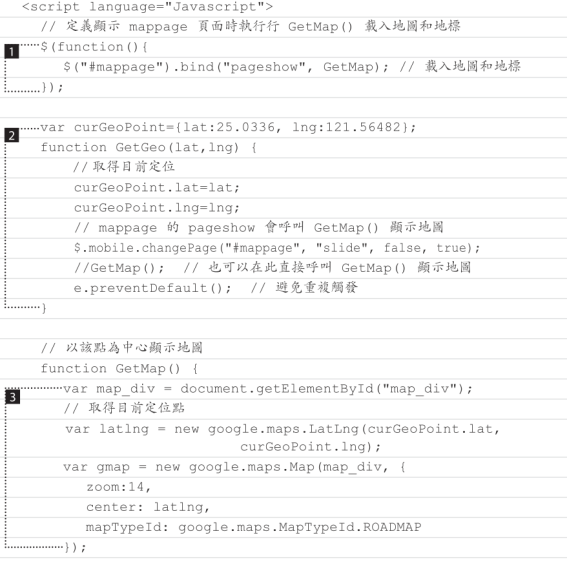 <script language="Javascript">
// 定義顯示 mappage 頁面時執行行 GetMap() 載入地圖和地標
1 $(function(){
$("#mappage").bind("pageshow", GetMap); // 載入地圖和地標
});
2 var curGeoPoint={lat:25.0336, lng:121.56482};
function GetGeo(lat,lng) {
//取得目前定位
curGeoPoint.lat=lat;
curGeoPoint.lng=lng;
// mappage 的 pageshow 會呼叫 GetMap() 顯示地圖
$.mobile.changePage("#mappage", "slide", false, true);
//GetMap(); // 也可以在此直接呼叫 GetMap() 顯示地圖
e.preventDefault(); // 避免重複觸發
}
// 以該點為中心顯示地圖
function GetMap() {
3 var map_div = document.getElementById("map_div");
// 取得目前定位點
var latlng = new google.maps.LatLng(curGeoPoint.lat,
curGeoPoint.lng);
var gmap = new google.maps.Map(map_div, {
zoom:14,
center: latlng,
mapTypeId: google.maps.MapTypeId.ROADMAP
});